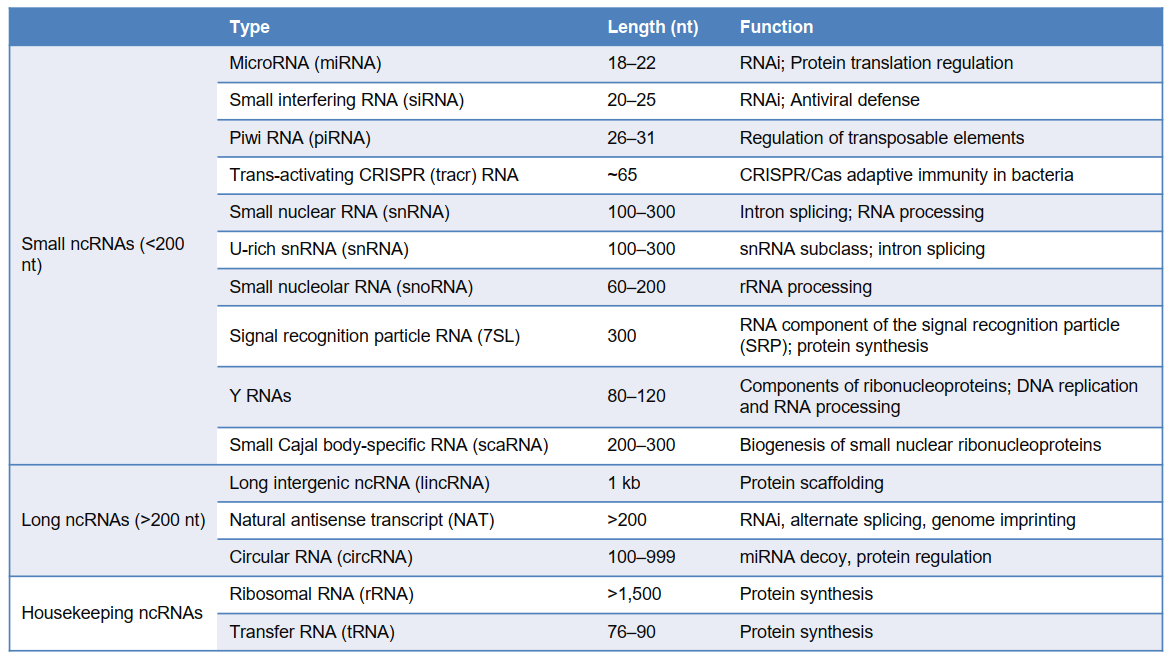 Type Length (nt) Function
Small ncRNAs (<200
nt)
MicroRNA (miRNA) 18–22 RNAi; Protein translation regulation
Small interfering RNA (siRNA) 20–25 RNAi; Antiviral defense
Piwi RNA (piRNA) 26–31 Regulation of transposable elements
Trans-activating CRISPR (tracr) RNA ~65 CRISPR/Cas adaptive immunity in bacteria
Small nuclear RNA (snRNA) 100–300 Intron splicing; RNA processing
U-rich snRNA (snRNA) 100–300 snRNA subclass; intron splicing
Small nucleolar RNA (snoRNA) 60–200 rRNA processing
Signal recognition particle RNA (7SL) 300 RNA component of the signal recognition particle
(SRP); protein synthesis
Y RNAs 80–120 Components of ribonucleoproteins; DNA replication
and RNA processing
Small Cajal body-specific RNA (scaRNA) 200–300 Biogenesis of small nuclear ribonucleoproteins
Long ncRNAs (>200 nt)
Long intergenic ncRNA (lincRNA) 1 kb Protein scaffolding
Natural antisense transcript (NAT) >200 RNAi, alternate splicing, genome imprinting
Circular RNA (circRNA) 100–999 miRNA decoy, protein regulation
Housekeeping ncRNAs
Ribosomal RNA (rRNA) >1,500 Protein synthesis
Transfer RNA (tRNA) 76–90 Protein synthesis